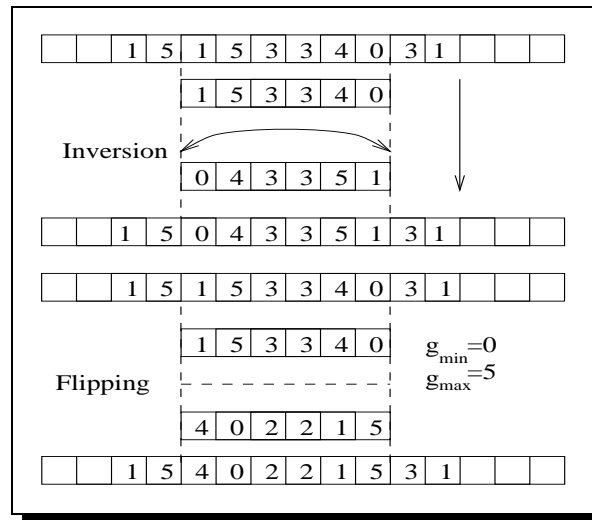 1 5 1 5 3 3 4 0 3 1
1 5 3 3 4 0
Inversion
0 4 3 3 5 1
1 5 0 4 3 3 5 1 3 1
1 5 1 5 3 3 4 0 3 1
1 5 3 3 4 0
g_min=0
Flipping
g_max=5
4 0 2 2 1 5
1 5 4 0 2 2 1 5 3 1